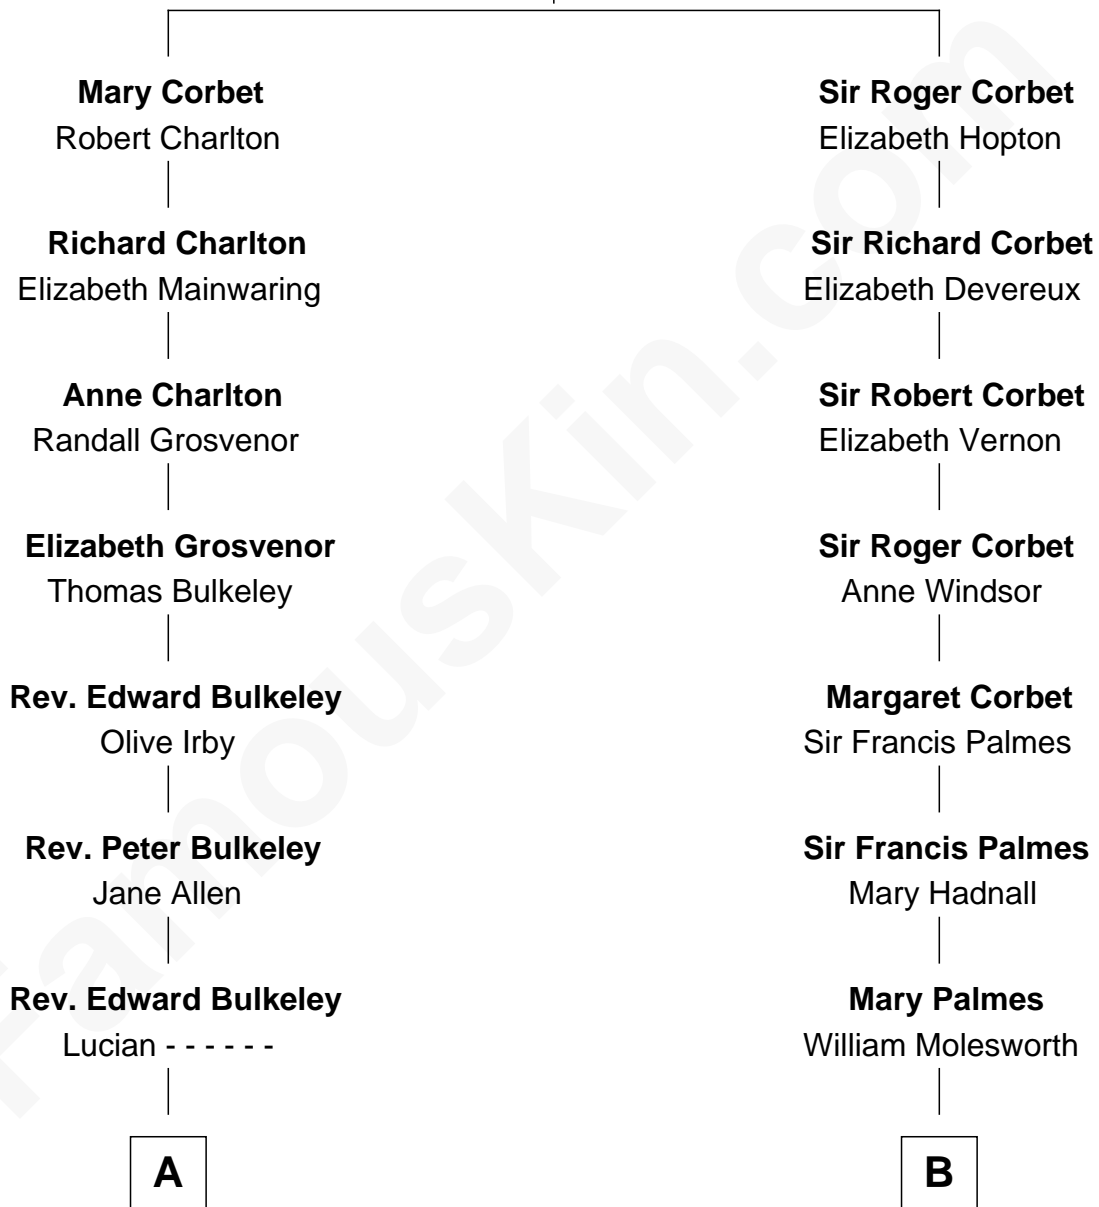 Mary Corbet
Robert Charlton
Richard Charlton
Elizabeth Mainwaring
Anne Charlton
Randall Grosvenor
Elizabeth Grosvenor
Thomas Bulkeley
Rev. Edward Bulkeley
Olive Irby
Rev. Peter Bulkeley
Jane Allen
Rev. Edward Bulkeley
Lucian - - - - - -
A
Sir Roger Corbet
Elizabeth Hopton
Sir Richard Corbet
Elizabeth Devereux
Sir Robert Corbet
Elizabeth Vernon
Sir Roger Corbet
Anne Windsor
Margaret Corbet
Sir Francis Palmes
Sir Francis Palmes
Mary Hadnall
Mary Palmes
William Molesworth
B
FamousKin.com